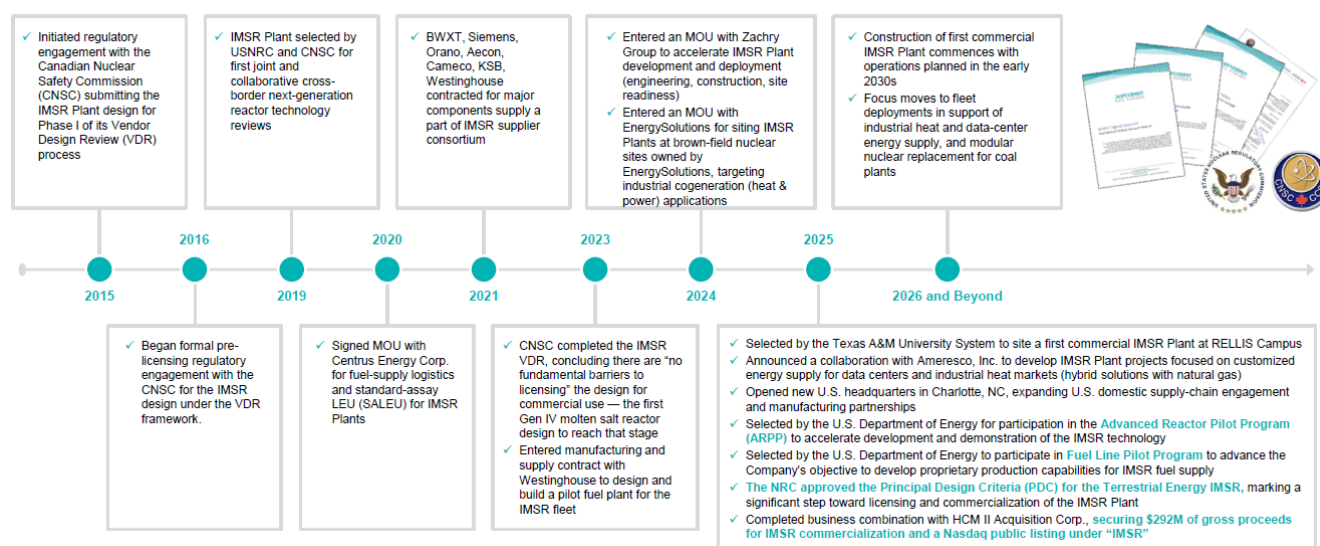 ✓ Initiated regulatory
engagement with the
Canadian Nuclear
Safety Commission
(CNSC) submitting the
IMSR Plant design for
Phase I of its Vendor
Design Review (VDR)
process
✓ IMSR Plant selected by
USNRC and CNSC for
first joint and
collaborative cross-
border next-generation
reactor technology
reviews
✓ BWXT, Siemens,
Orano, Aecon,
Cameco, KSB,
Westinghouse
contracted for major
components supply a
part of IMSR supplier
consortium
✓ Entered an MOU with Zachry
Group to accelerate IMSR Plant
development and deployment
(engineering, construction, site
readiness)
✓ Entered an MOU with
EnergySolutions for siting IMSR
Plants at brown-field nuclear
sites owned by
EnergySolutions, targeting
industrial cogeneration (heat &
power) applications
✓ Construction of first commercial
IMSR Plant commences with
operations planned in the early
2030s
✓ Focus moves to fleet
deployments in support of
industrial heat and data-center
energy supply, and modular
nuclear replacement for coal
plants
UNITED STATES NUCLEAR REGULATORY COMMISSION
CNSC
2016
2020
2023
2025
2015
2019
2021
2024
2026 and Beyond
✓ Began formal pre-
licensing regulatory
engagement with the
CNSC for the IMSR
design under the VDR
framework.
✓ Signed MOU with
Centrus Energy Corp.
for fuel-supply logistics
and standard-assay
LEU (SALEU) for IMSR
Plants
✓ CNSC completed the IMSR
VDR, concluding there are “no
fundamental barriers to
licensing” the design for
commercial use — the first
Gen IV molten salt reactor
design to reach that stage
✓ Entered manufacturing and
supply contract with
Westinghouse to design and
build a pilot fuel plant for the
IMSR fleet
✓ Selected by the Texas A&M University System to site a first commercial IMSR Plant at RELLIS Campus
✓ Announced a collaboration with Ameresco, Inc. to develop IMSR Plant projects focused on customized
energy supply for data centers and industrial heat markets (hybrid solutions with natural gas)
✓ Opened new U.S. headquarters in Charlotte, NC, expanding U.S. domestic supply-chain engagement
and manufacturing partnerships
✓ Selected by the U.S. Department of Energy for participation in the Advanced Reactor Pilot Program
(ARPP) to accelerate development and demonstration of the IMSR technology
✓ Selected by the U.S. Department of Energy to participate in Fuel Line Pilot Program to advance the
Company's objective to develop proprietary production capabilities for IMSR fuel supply
✓ The NRC approved the Principal Design Criteria (PDC) for the Terrestrial Energy IMSR, marking a
significant step toward licensing and commercialization of the IMSR Plant
✓ Completed business combination with HCM II Acquisition Corp., securing $292M of gross proceeds
for IMSR commercialization and a Nasdaq public listing under “IMSR”